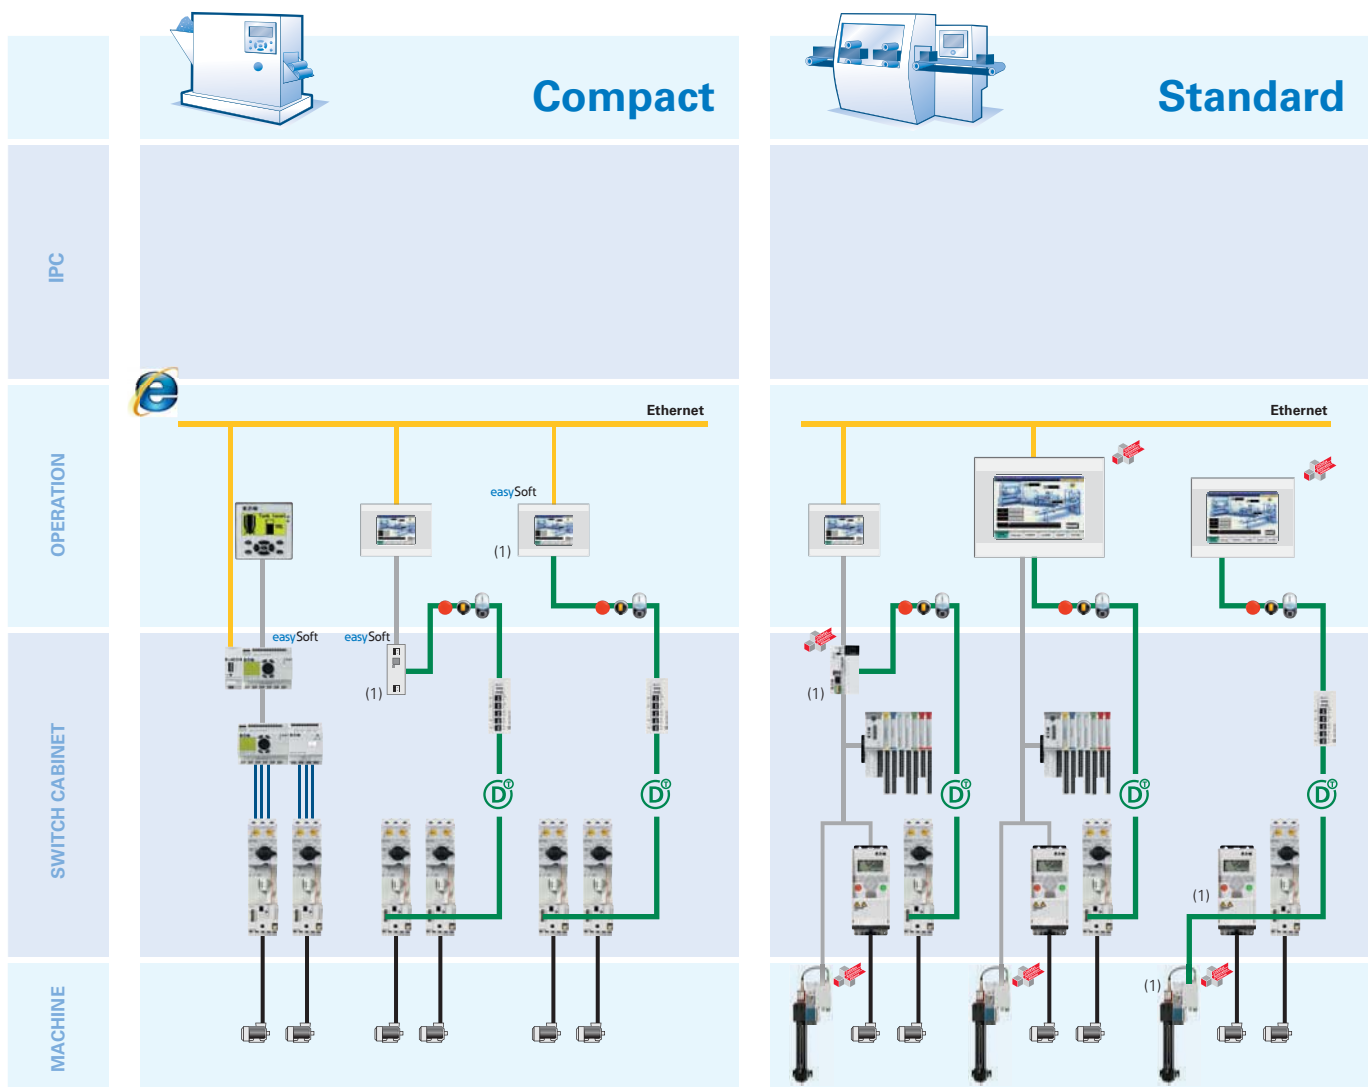 Compact
Standard
IPC
Ethernet
Ethernet
OPERATION
easySoft
(1)
easySoft
easySoft
(1)
(1)
SWITCH CABINET
D
D
D
D
D
(1)
(1)
MACHINE